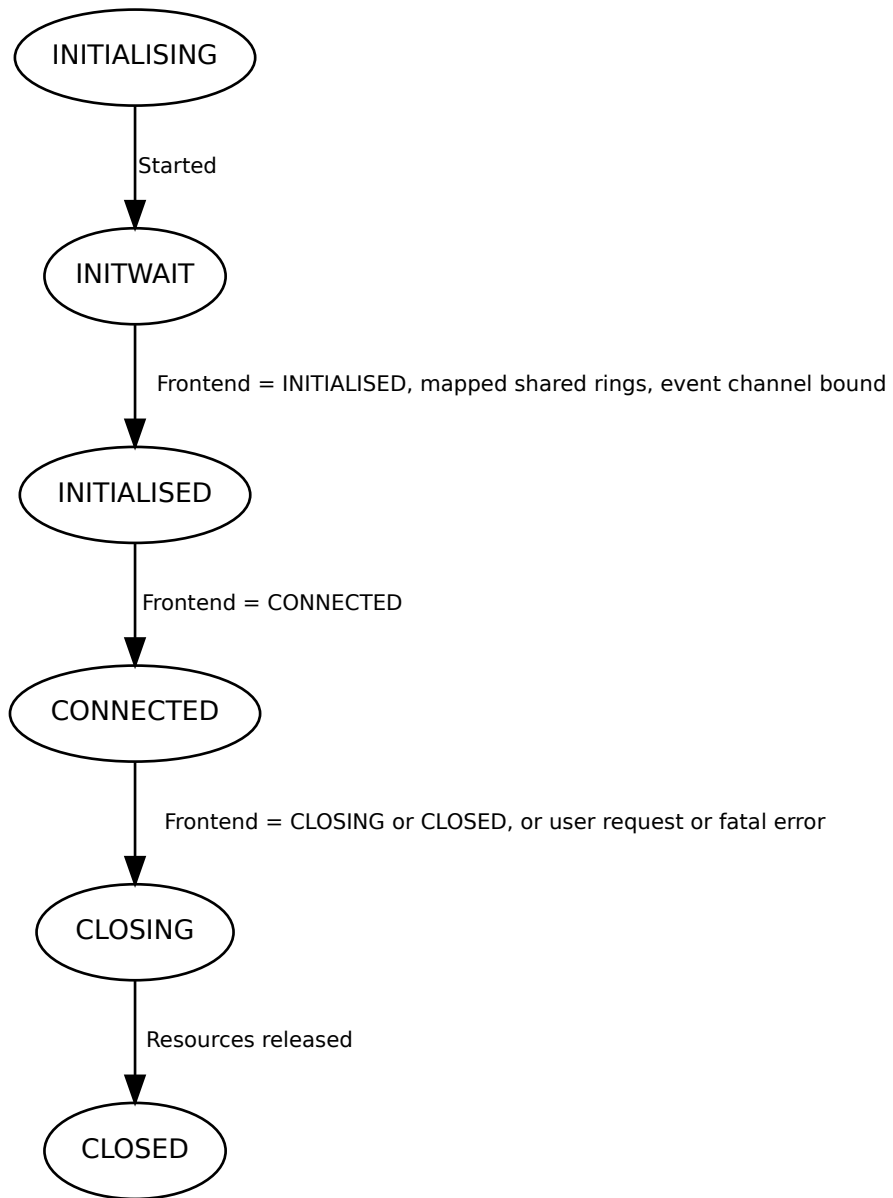 INITIALISING
Started
INITWAIT
Frontend = INITIALISED, mapped shared rings, event channel bound
INITIALISED
Frontend = CONNECTED
CONNECTED
Frontend = CLOSING or CLOSED, or user request or fatal error
CLOSING
Resources released
CLOSED